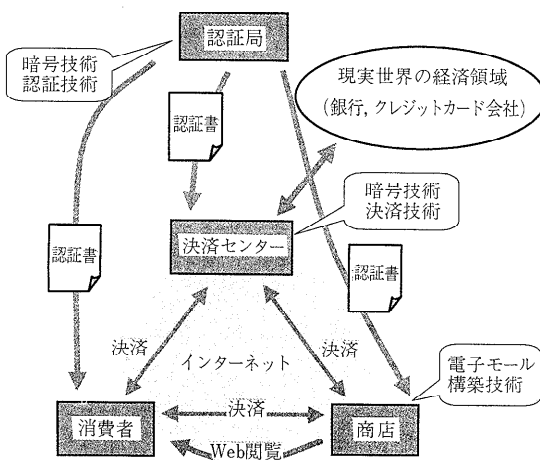 認証局
暗号技術
認証技術
現実世界の経済領域
(銀行,クレジットカード会社)
認証書
暗号技術
決済技術
決済センター
認証書
認証書
決済
インターネット
決済
電子モール
構築技術
決済
消費者
商店
Web閲覧